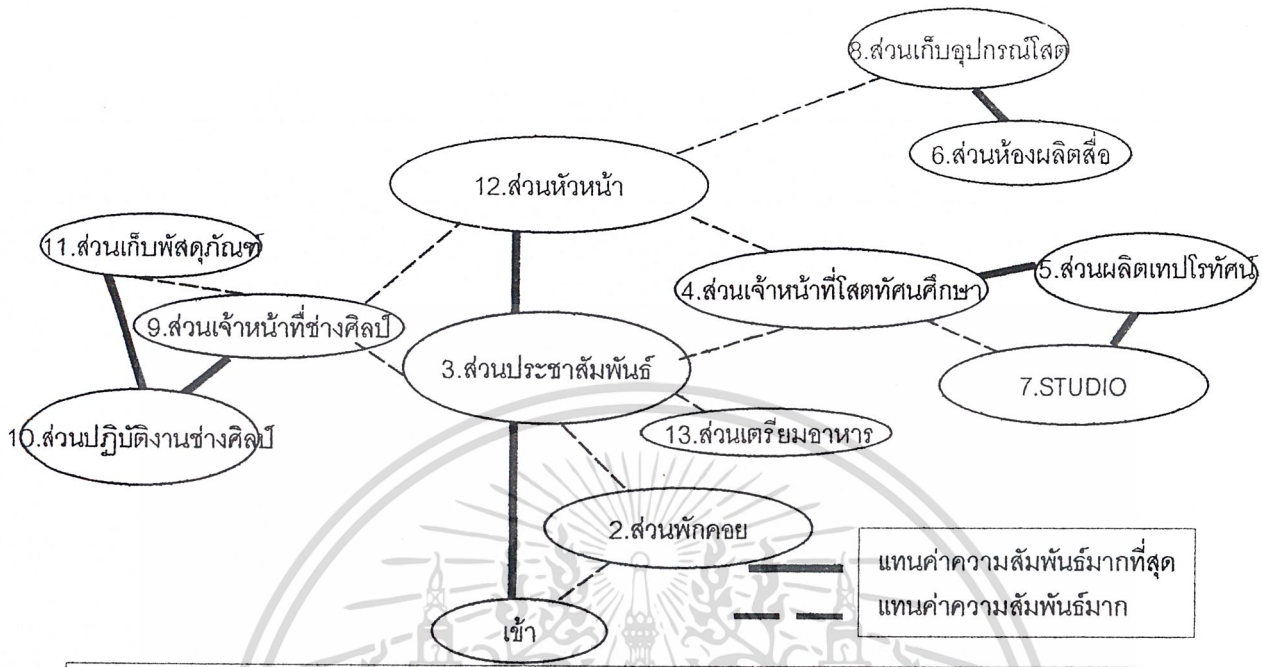 8.ส่วนเก็บอุปกรณ์โสต
6.ส่วนห้องผลิตสื่อ
12.ส่วนหัวหน้า
11.ส่วนเก็บพัสดุภัณฑ์
5.ส่วนผลิตเทปโรทัศน์
4.ส่วนเจ้าหน้าที่โสตทัศนศึกษา
9.ส่วนเจ้าหน้าที่ช่างศิลป์
3.ส่วนประชาสัมพันธ์
7.STUDIO
10.ส่วนปฏิบัติงานช่างศิลป์
13.ส่วนเตรียมอาหาร
2.ส่วนพักคอย
แทนค่าความสัมพันธ์มากที่สุด
แทนค่าความสัมพันธ์มาก
เข้า